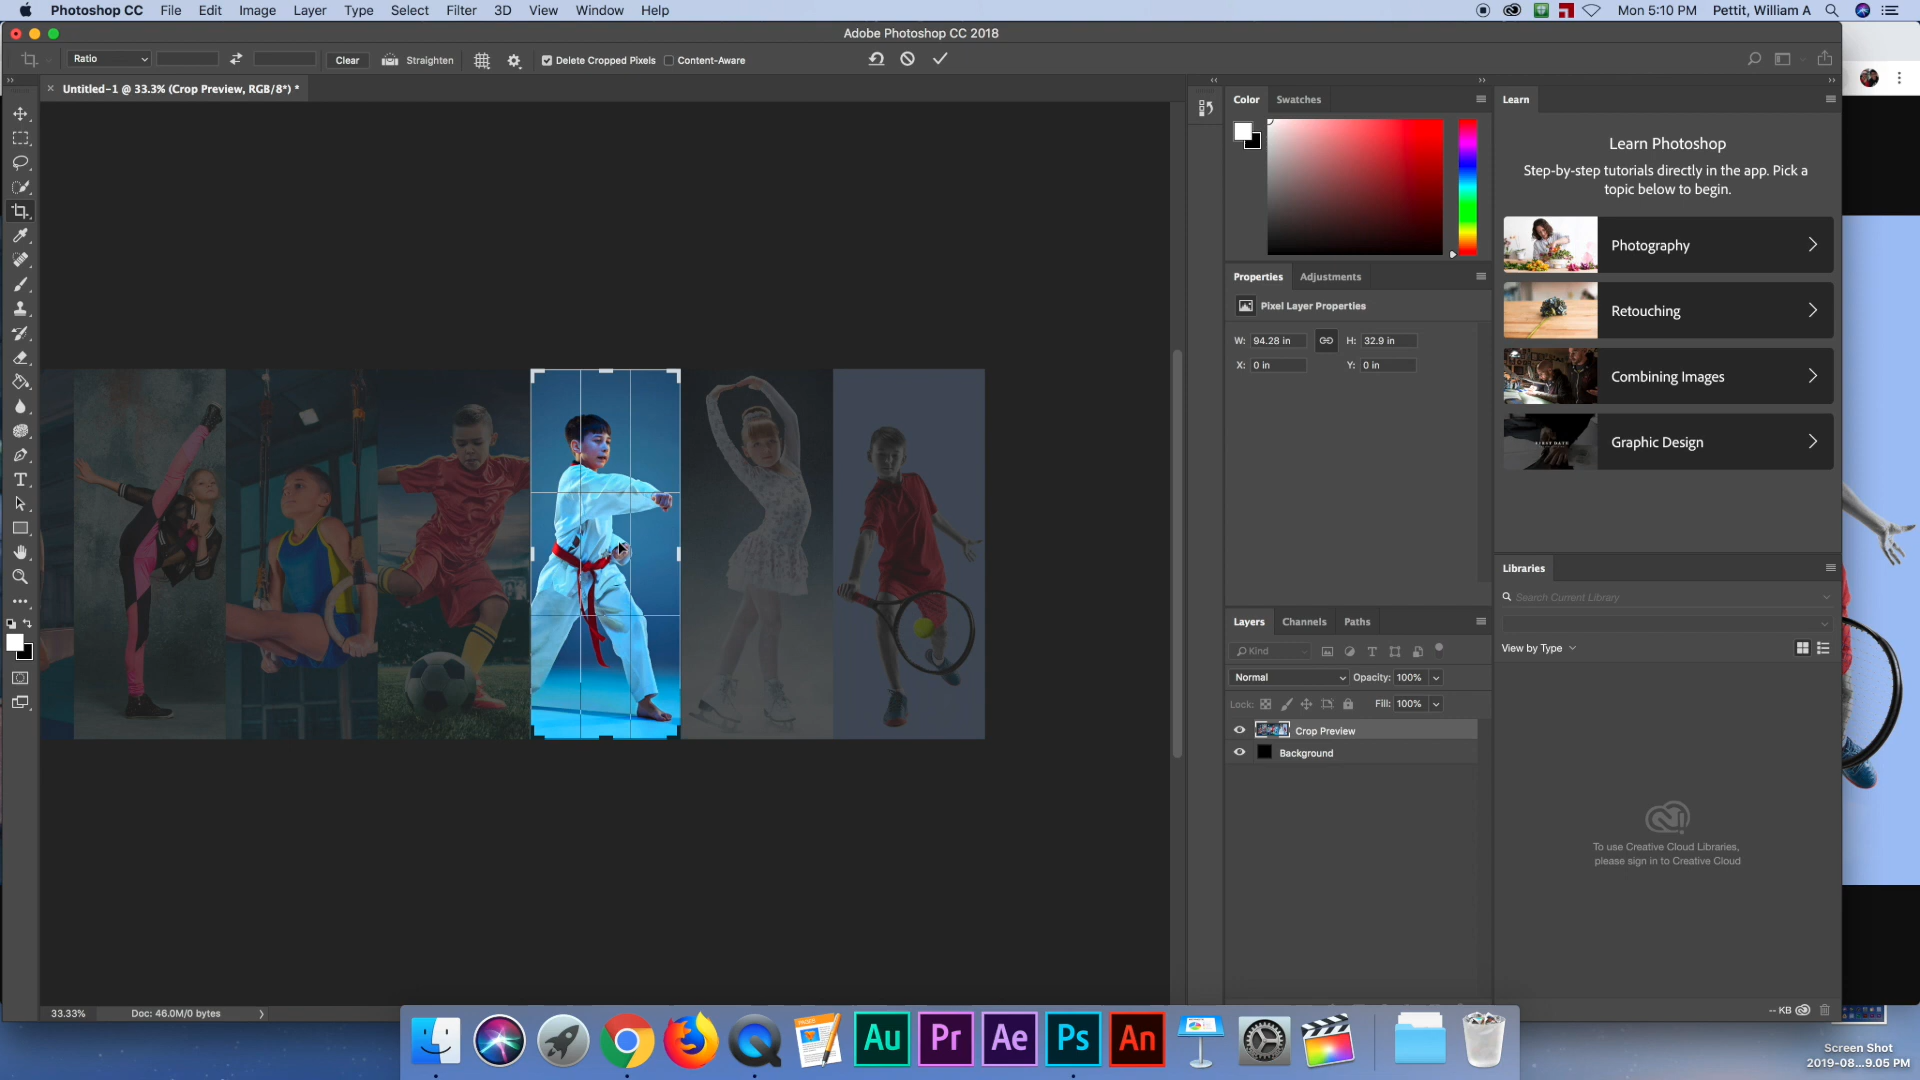 Photoshop CC File Edit Image Layer Type Select Filter 3D View Window Help Mon 5:10 PM Pettit, William A
Adobe Photoshop CC 2018
Ratio Clear Straighten Delete Cropped Pixels Content-Aware
Untitled-1 @ 33.3% (Crop Preview, RGB/8*) *
Color Swatches
Learn
Learn Photoshop
Step-by-step tutorials directly in the app. Pick a
topic below to begin.
Photography
Retouching
Combining Images
Graphic Design
Properties Adjustments
Pixel Layer Properties
W: 94.28 in H: 32.9 in
X: 0 in Y: 0 in
Libraries
Search Current Library
View by Type
To use Creative Cloud Libraries,
please sign in to Creative Cloud
-- KB
Layers Channels Paths
Kind
Normal Opacity: 100%
Lock: Fill: 100%
Crop Preview
Background
33.33% Doc: 46.0M/0 bytes
Au Pr Ae Ps An
Screen Shot
2019-08...9.05 PM